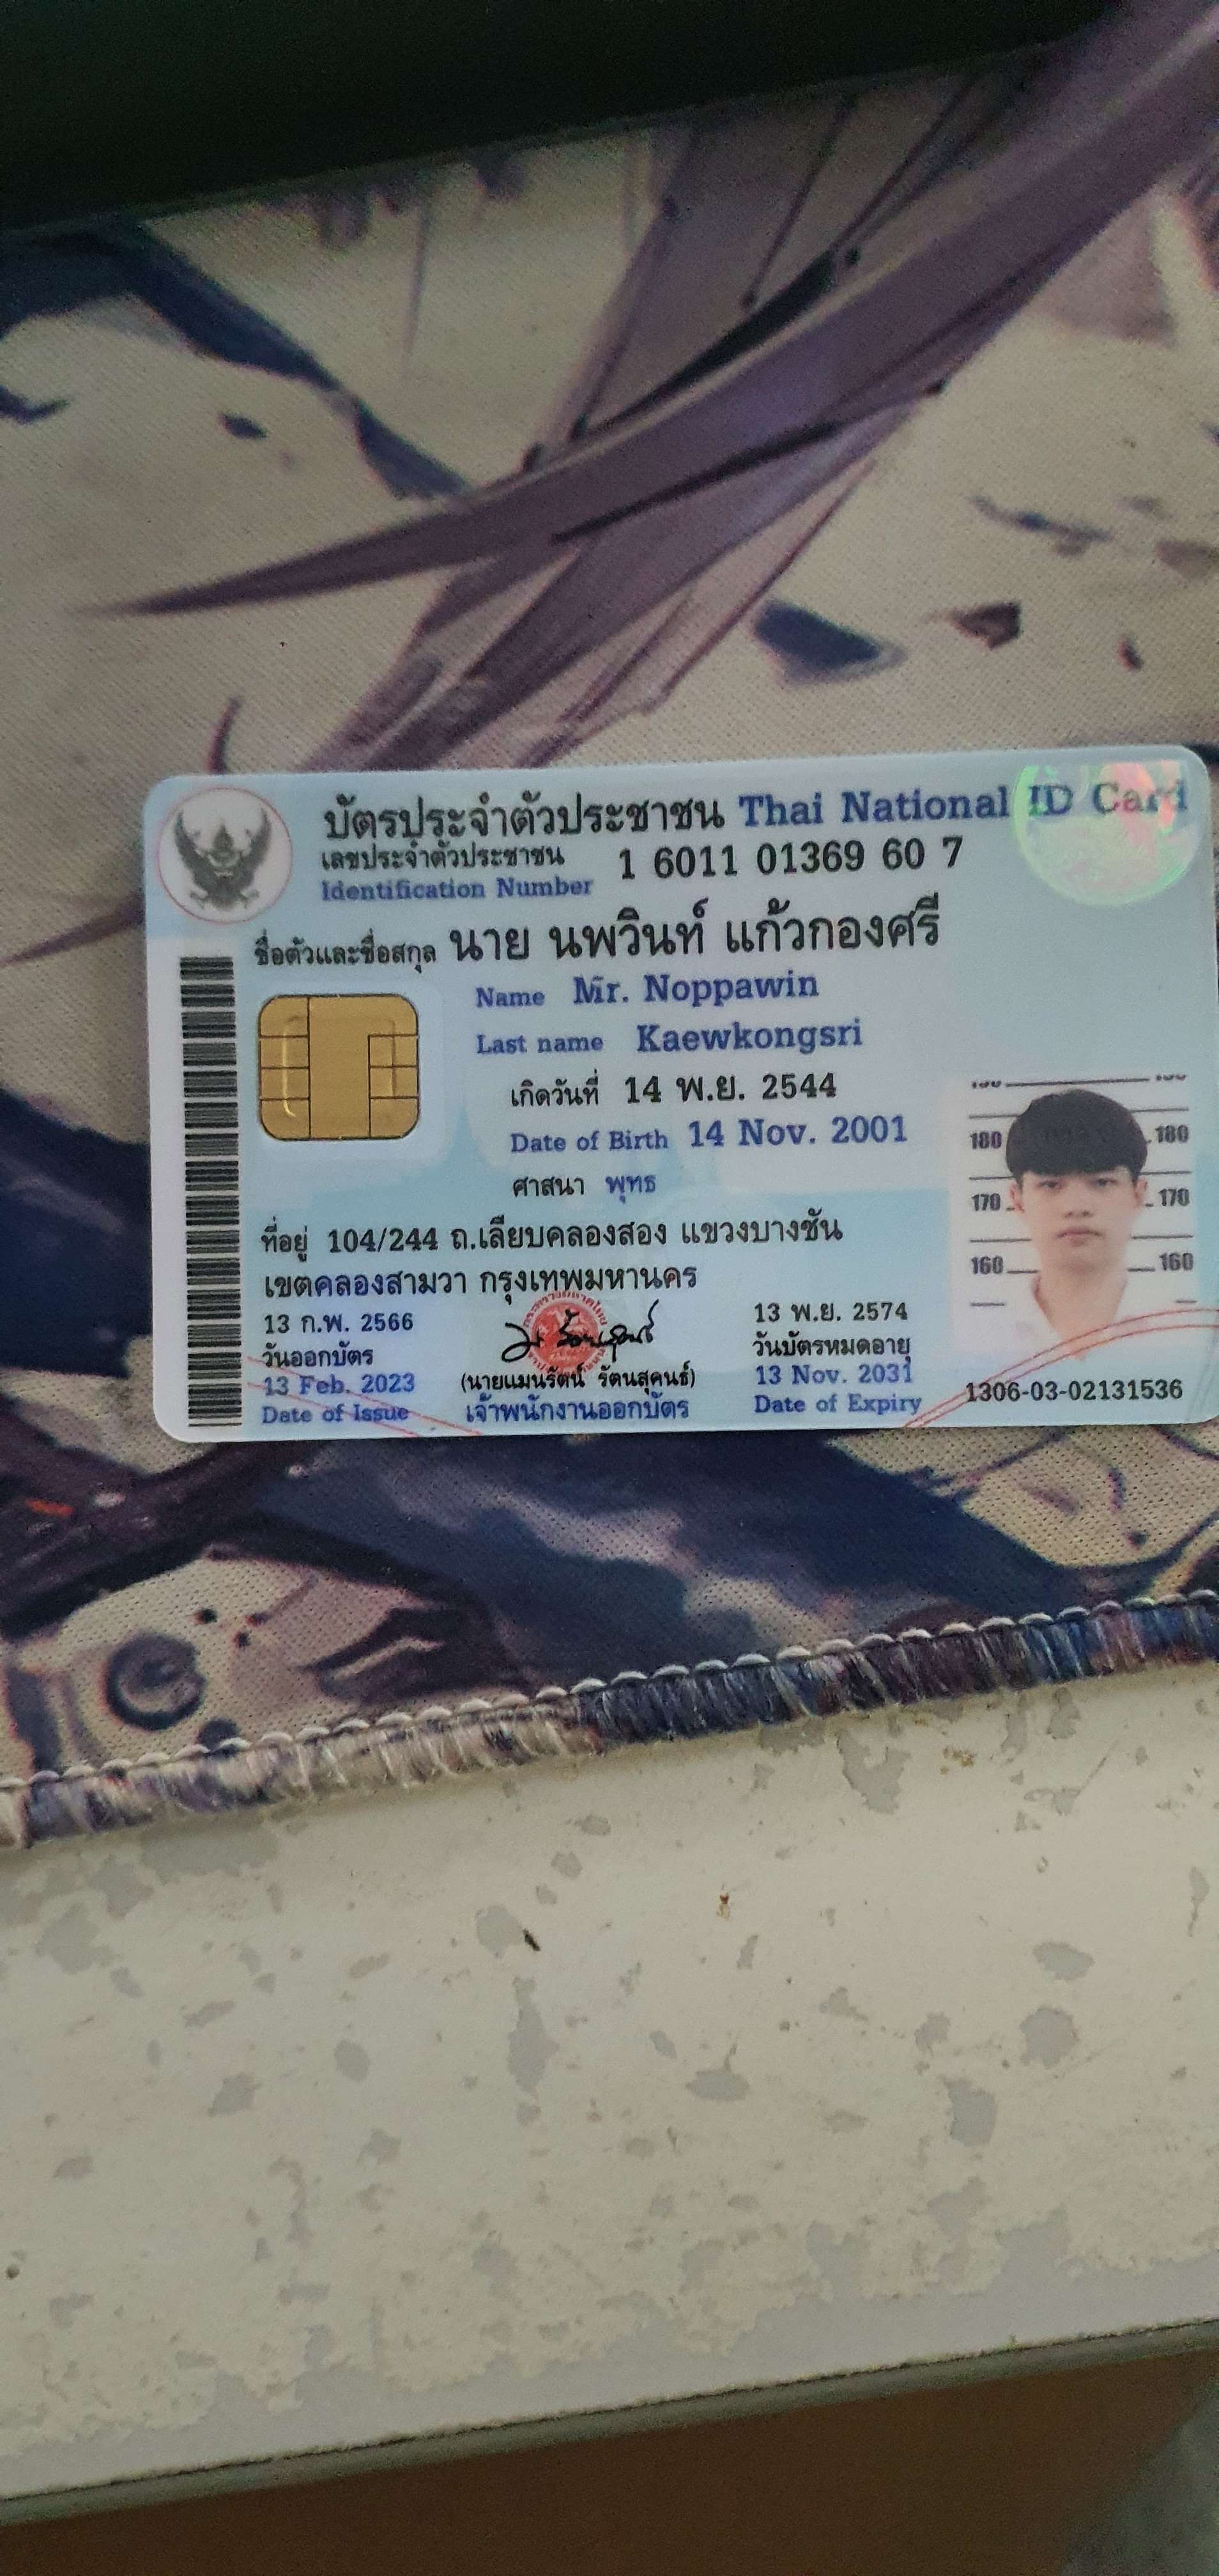 บัตรประจำตัวประชาชน Thai National ID Card
เลขประจำตัวประชาชน 1 6011 01369 60 7
Identification Number
ชื่อตัวและชื่อสกุล นาย นพวินท์ แก้วกองศรี
Name Mr. Noppawin
Last name Kaewkongsri
เกิดวันที่ 14 พ.ย. 2544
Date of Birth 14 Nov. 2001
ศาสนา พุทธ
ที่อยู่ 104/244 ถ.เลียบคลองสอง แขวงบางชัน
เขตคลองสามวา กรุงเทพมหานคร
180 180
170 170
160 160
13 ก.พ. 2566
วันออกบัตร
13 Feb. 2023
Date of Issue
(นายแมนรัตน์ รัตนสุคนธ์)
เจ้าพนักงานออกบัตร
13 พ.ย. 2574
วันบัตรหมดอายุ
13 Nov. 2031
Date of Expiry
1306-03-02131536